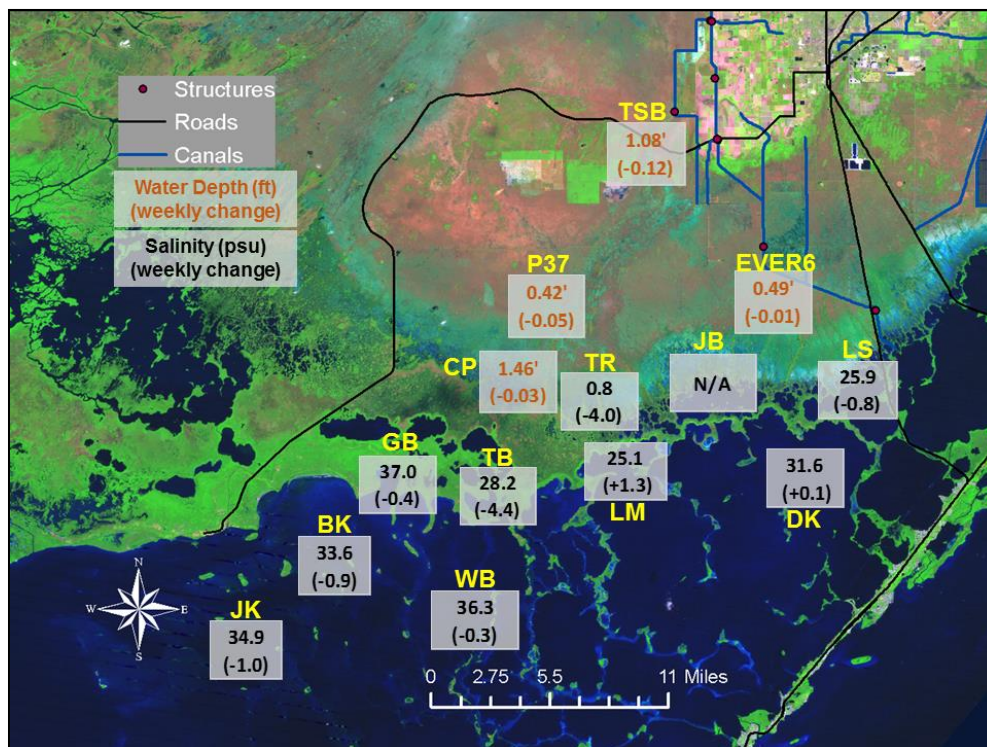 Structures
Roads
Canals
Water Depth (ft)
(weekly change)
Salinity (psu)
(weekly change)
TSB
1.08'
(-0.12)
P37
0.42'
(-0.05)
EVER6
0.49'
(-0.01)
CP
1.46'
(-0.03)
TR
0.8
(-4.0)
JB
N/A
LS
25.9
(-0.8)
GB
37.0
(-0.4)
TB
28.2
(-4.4)
25.1
(+1.3)
LM
31.6
(+0.1)
DK
BK
33.6
(-0.9)
WB
36.3
(-0.3)
JK
34.9
(-1.0)
N
W
E
S
0 2.75 5.5 11 Miles